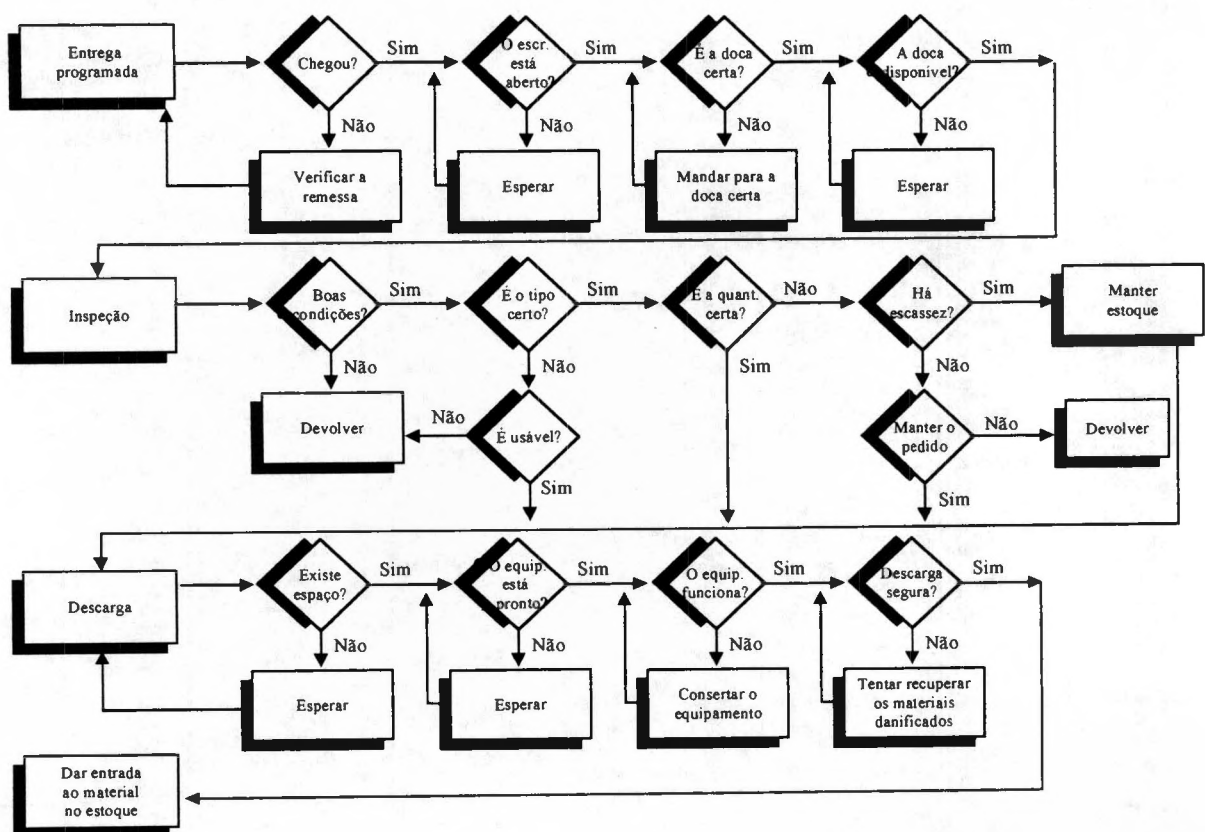 Entrega
programada
Chegou?
Sim
O escr.
está
aberto?
Sim
É a doca
certa?
Sim
A doca
disponível?
Sim
Não
Não
Não
Não
Verificar a
remessa
Esperar
Mandar para a
doca certa
Esperar
Inspeção
Boas
condições?
Sim
É o tipo
certo?
Sim
É a quant.
certa?
Não
Há
escassez?
Sim
Manter
estoque
Não
Não
Sim
Não
Devolver
Não
É usável?
Manter o
pedido
Não
Devolver
Sim
Sim
Descarga
Existe
espaço?
Sim
O equip.
está
pronto?
Sim
O equip.
funciona?
Sim
Descarga
segura?
Sim
Não
Não
Não
Não
Esperar
Esperar
Consertar o
equipamento
Tentar recuperar
os materiais
danificados
Dar entrada
ao material
no estoque